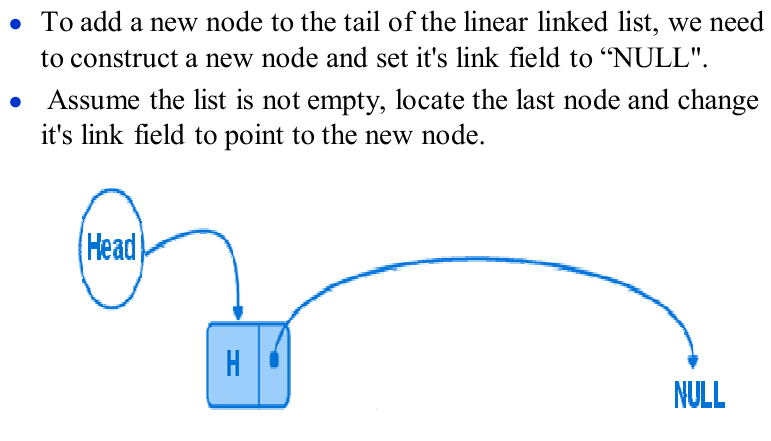 • To add a new node to the tail of the linear linked list, we need
to construct a new node and set it's link field to “NULL".
• Assume the list is not empty, locate the last node and change
it's link field to point to the new node.
Head
H
NULL